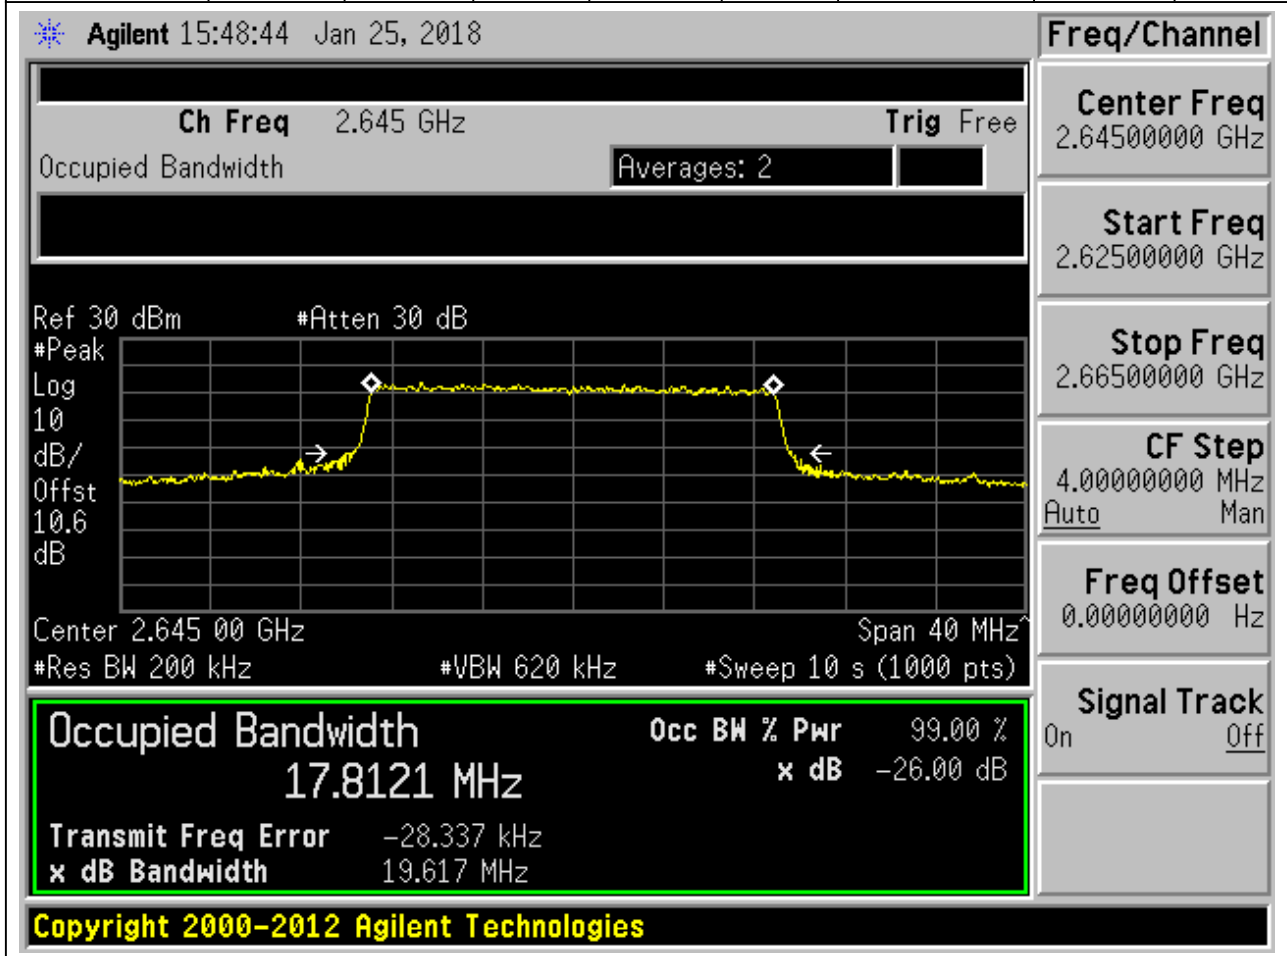 Agilent 15:48:44 Jan 25, 2018
Freq/Channel
Ch Freq 2.645 GHz Trig Free
Occupied Bandwidth Averages: 2
Center Freq
2.64500000 GHz
Start Freq
2.62500000 GHz
Stop Freq
2.66500000 GHz
CF Step
4.00000000 MHz
Auto Man
Freq Offset
0.00000000 Hz
Signal Track
On Off
Ref 30 dBm #Atten 30 dB
#Peak
Log
10
dB/
Offst
10.6
dB
Center 2.645 00 GHz Span 40 MHz^
#Res BW 200 kHz #VBW 620 kHz #Sweep 10 s (1000 pts)
Occupied Bandwidth Occ BW % Pwr 99.00 %
17.8121 MHz x dB -26.00 dB
Transmit Freq Error -28.337 kHz
x dB Bandwidth 19.617 MHz
Copyright 2000-2012 Agilent Technologies